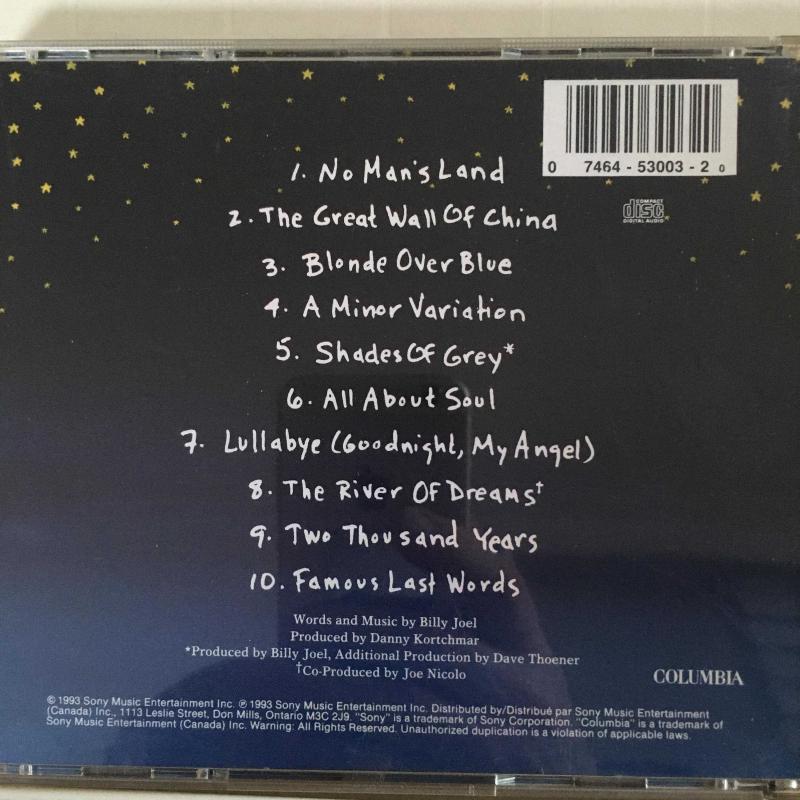 0 7464 - 53003 - 2 0
COMPACT
disc
DIGITAL AUDIO
1. No Man's Land
2. The Great Wall Of China
3. Blonde Over Blue
4. A Minor Variation
5. Shades Of Grey*
6. All About Soul
7. Lullabye (Goodnight, My Angel)
8. The River Of Dreams†
9. Two Thousand Years
10. Famous Last Words
Words and Music by Billy Joel
Produced by Danny Kortchmar
*Produced by Billy Joel, Additional Production by Dave Thoener
†Co-Produced by Joe Nicolo
COLUMBIA
© 1993 Sony Music Entertainment Inc. ℗ 1993 Sony Music Entertainment Inc. Distributed by/Distribué par Sony Music Entertainment
(Canada) Inc., 1113 Leslie Street, Don Mills, Ontario M3C 2J9. "Sony" is a trademark of Sony Corporation. "Columbia" is a trademark of
Sony Music Entertainment (Canada) Inc. Warning: All Rights Reserved. Unauthorized duplication is a violation of applicable laws.